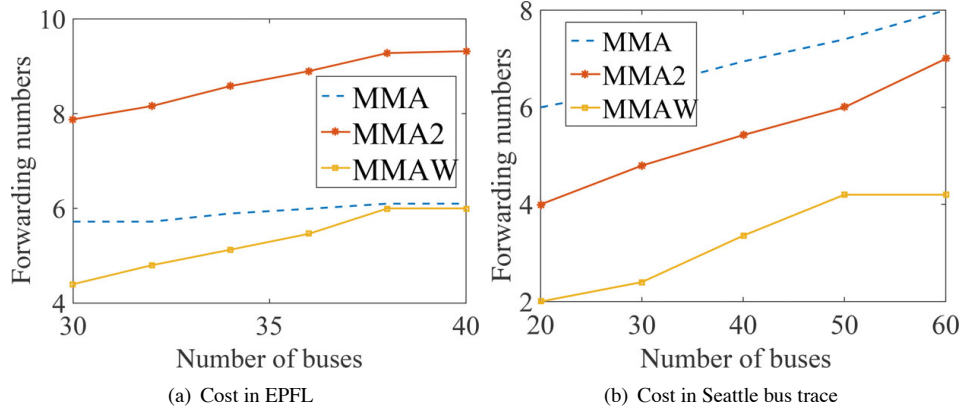 10
8
6
4
Forwarding numbers
MMA
MMA2
MMAW
30
35
40
Number of buses
(a) Cost in EPFL
8
6
4
2
Forwarding numbers
MMA
MMA2
MMAW
20
30
40
50
60
Number of buses
(b) Cost in Seattle bus trace